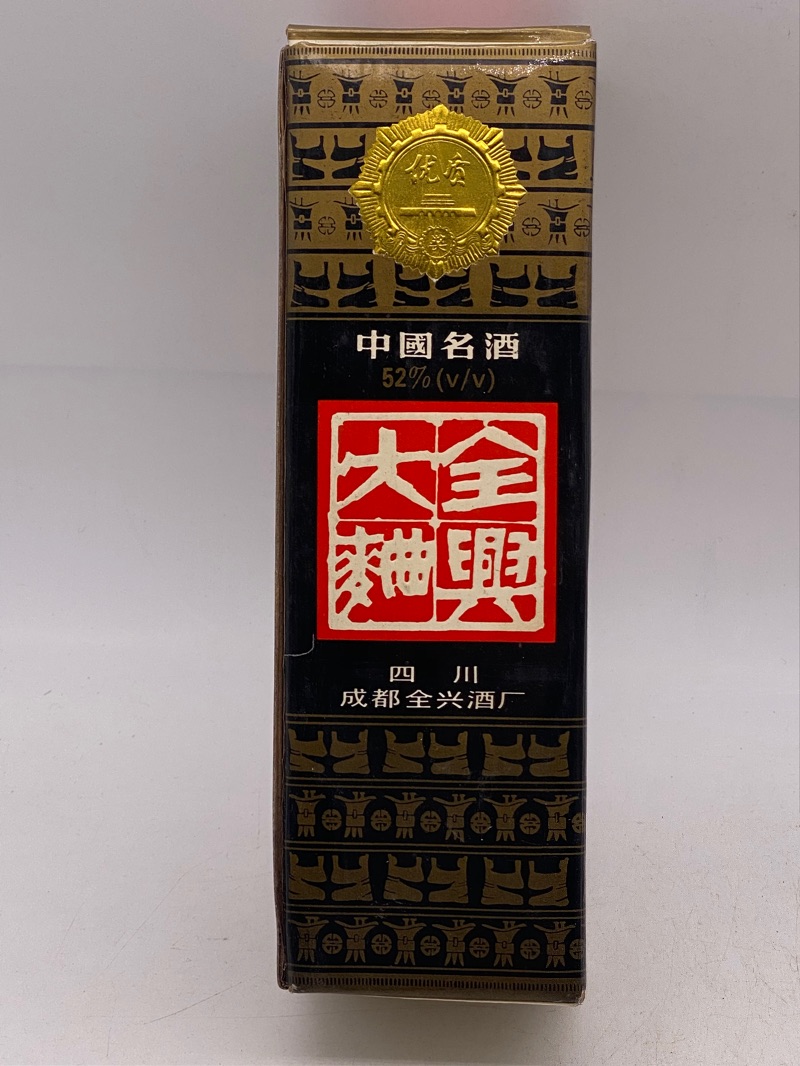 优质
奖
中國名酒
52%(v/v)
全興
大麯
四川
成都全兴酒厂